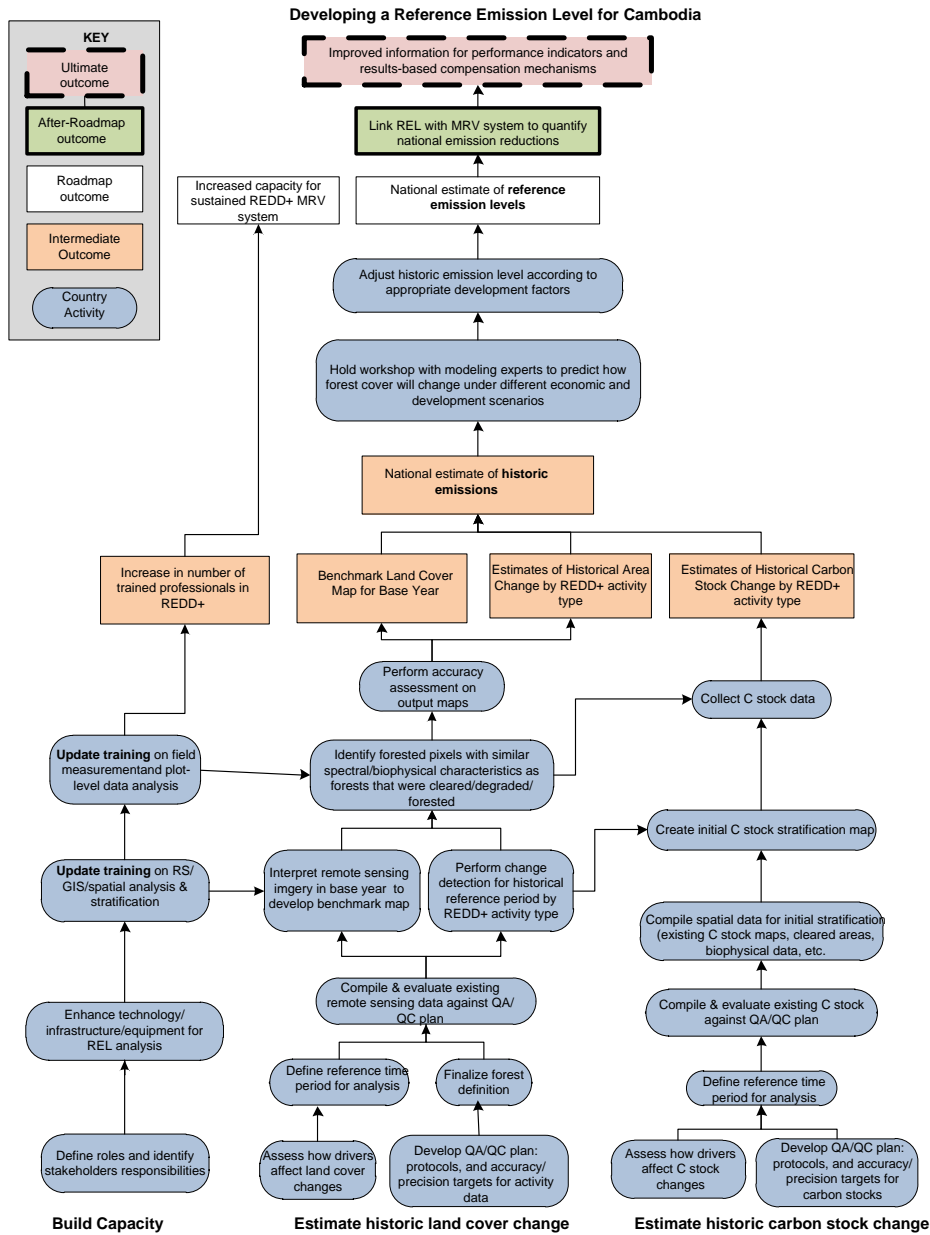 Developing a Reference Emission Level for Cambodia
KEY
Ultimate
outcome
After-Roadmap
outcome
Roadmap
outcome
Intermediate
Outcome
Country
Activity
Improved information for performance indicators and
results-based compensation mechanisms
Link REL with MRV system to quantify
national emission reductions
Increased capacity for
sustained REDD+ MRV
system
National estimate of reference
emission levels
Adjust historic emission level according to
appropriate development factors
Hold workshop with modeling experts to predict how
forest cover will change under different economic and
development scenarios
National estimate of historic
emissions
Increase in number of
trained professionals in
REDD+
Benchmark Land Cover
Map for Base Year
Estimates of Historical Area
Change by REDD+ activity
type
Estimates of Historical Carbon
Stock Change by REDD+
activity type
Perform accuracy
assessment on
output maps
Collect C stock data
Update training on field
measurementand plot-
level data analysis
Identify forested pixels with similar
spectral/biophysical characteristics as
forests that were cleared/degraded/
forested
Create initial C stock stratification map
Update training on RS/
GIS/spatial analysis &
stratification
Interpret remote sensing
imgery in base year to
develop benchmark map
Perform change
detection for historical
reference period by
REDD+ activity type
Compile spatial data for initial stratification
(existing C stock maps, cleared areas,
biophysical data, etc.
Compile & evaluate existing
remote sensing data against QA/
QC plan
Compile & evaluate existing C stock
against QA/QC plan
Enhance technology/
infrastructure/equipment for
REL analysis
Define reference time
period for analysis
Finalize forest
definition
Define reference time
period for analysis
Define roles and identify
stakeholders responsibilities
Assess how drivers
affect land cover
changes
Develop QA/QC plan:
protocols, and accuracy/
precision targets for activity
data
Assess how drivers
affect C stock
changes
Develop QA/QC plan:
protocols, and accuracy/
precision targets for
carbon stocks
Build Capacity
Estimate historic land cover change
Estimate historic carbon stock change